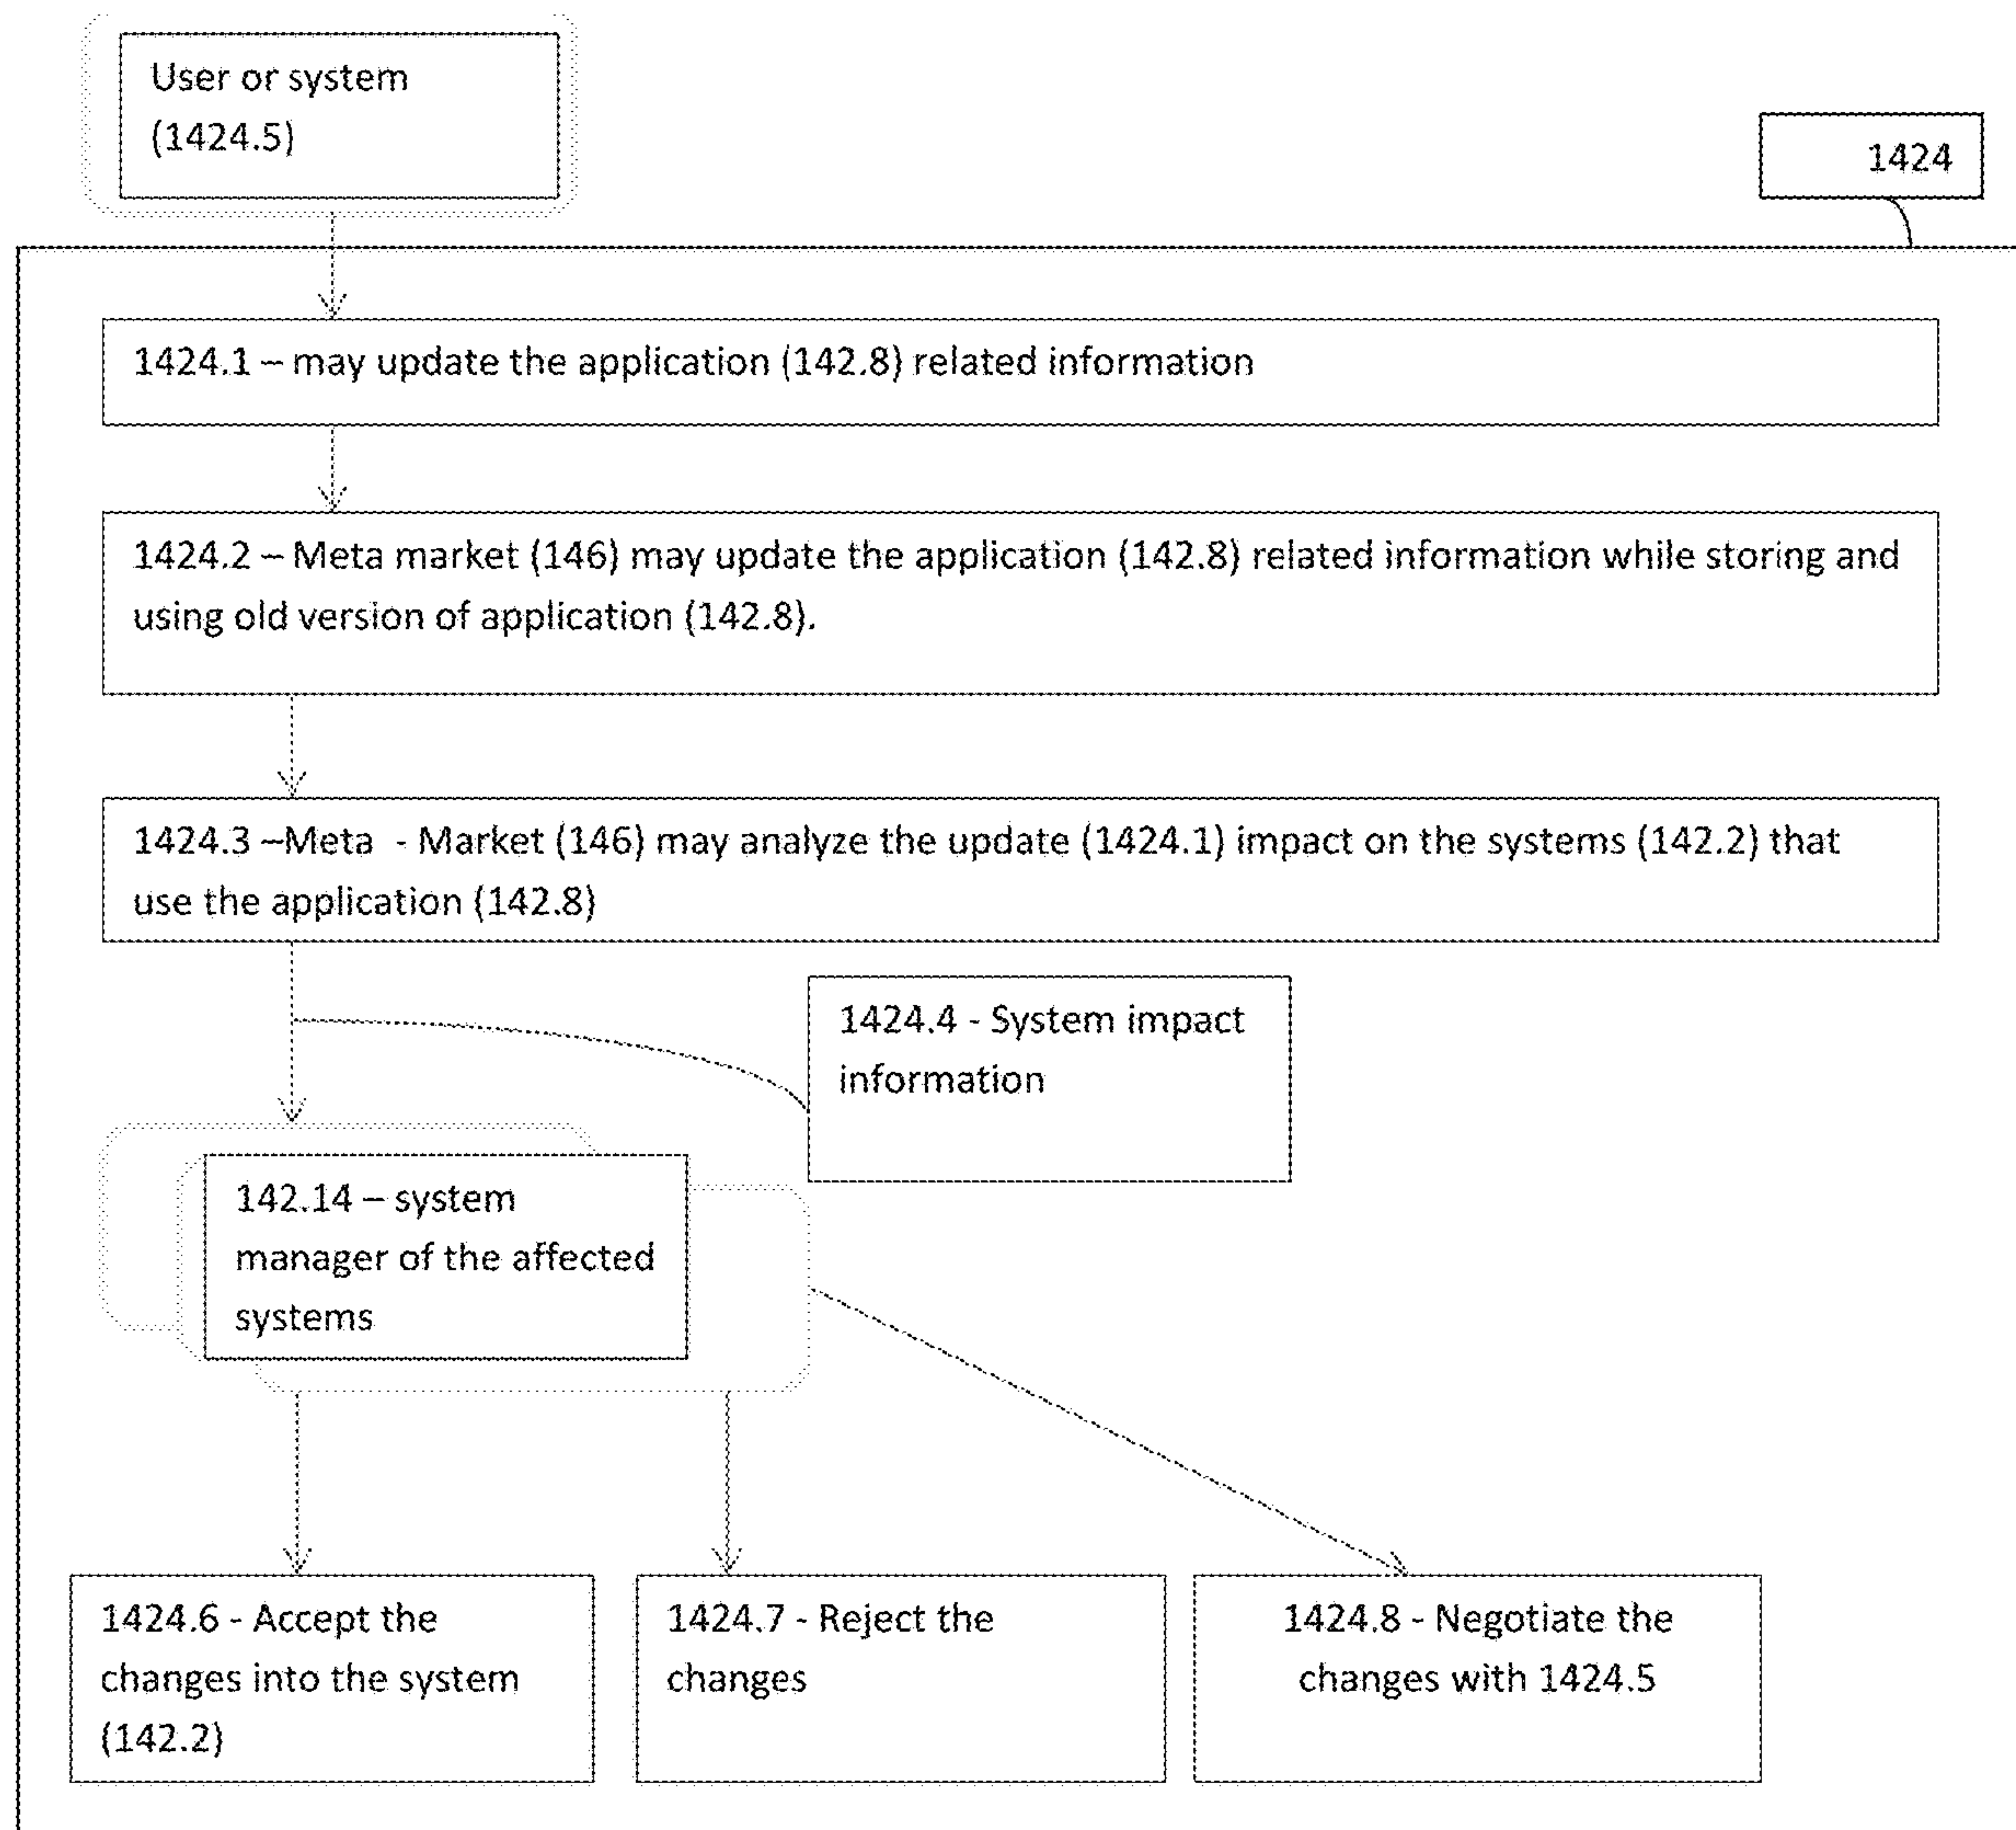 User or system
(1424.5)
1424
1424.1 – may update the application (142.8) related information
1424.2 – Meta market (146) may update the application (142.8) related information while storing and
using old version of application (142.8).
1424.3 –Meta - Market (146) may analyze the update (1424.1) impact on the systems (142.2) that
use the application (142.8)
1424.4 - System impact
information
142.14 – system
manager of the affected
systems
1424.6 - Accept the
changes into the system
(142.2)
1424.7 - Reject the
changes
1424.8 - Negotiate the
changes with 1424.5